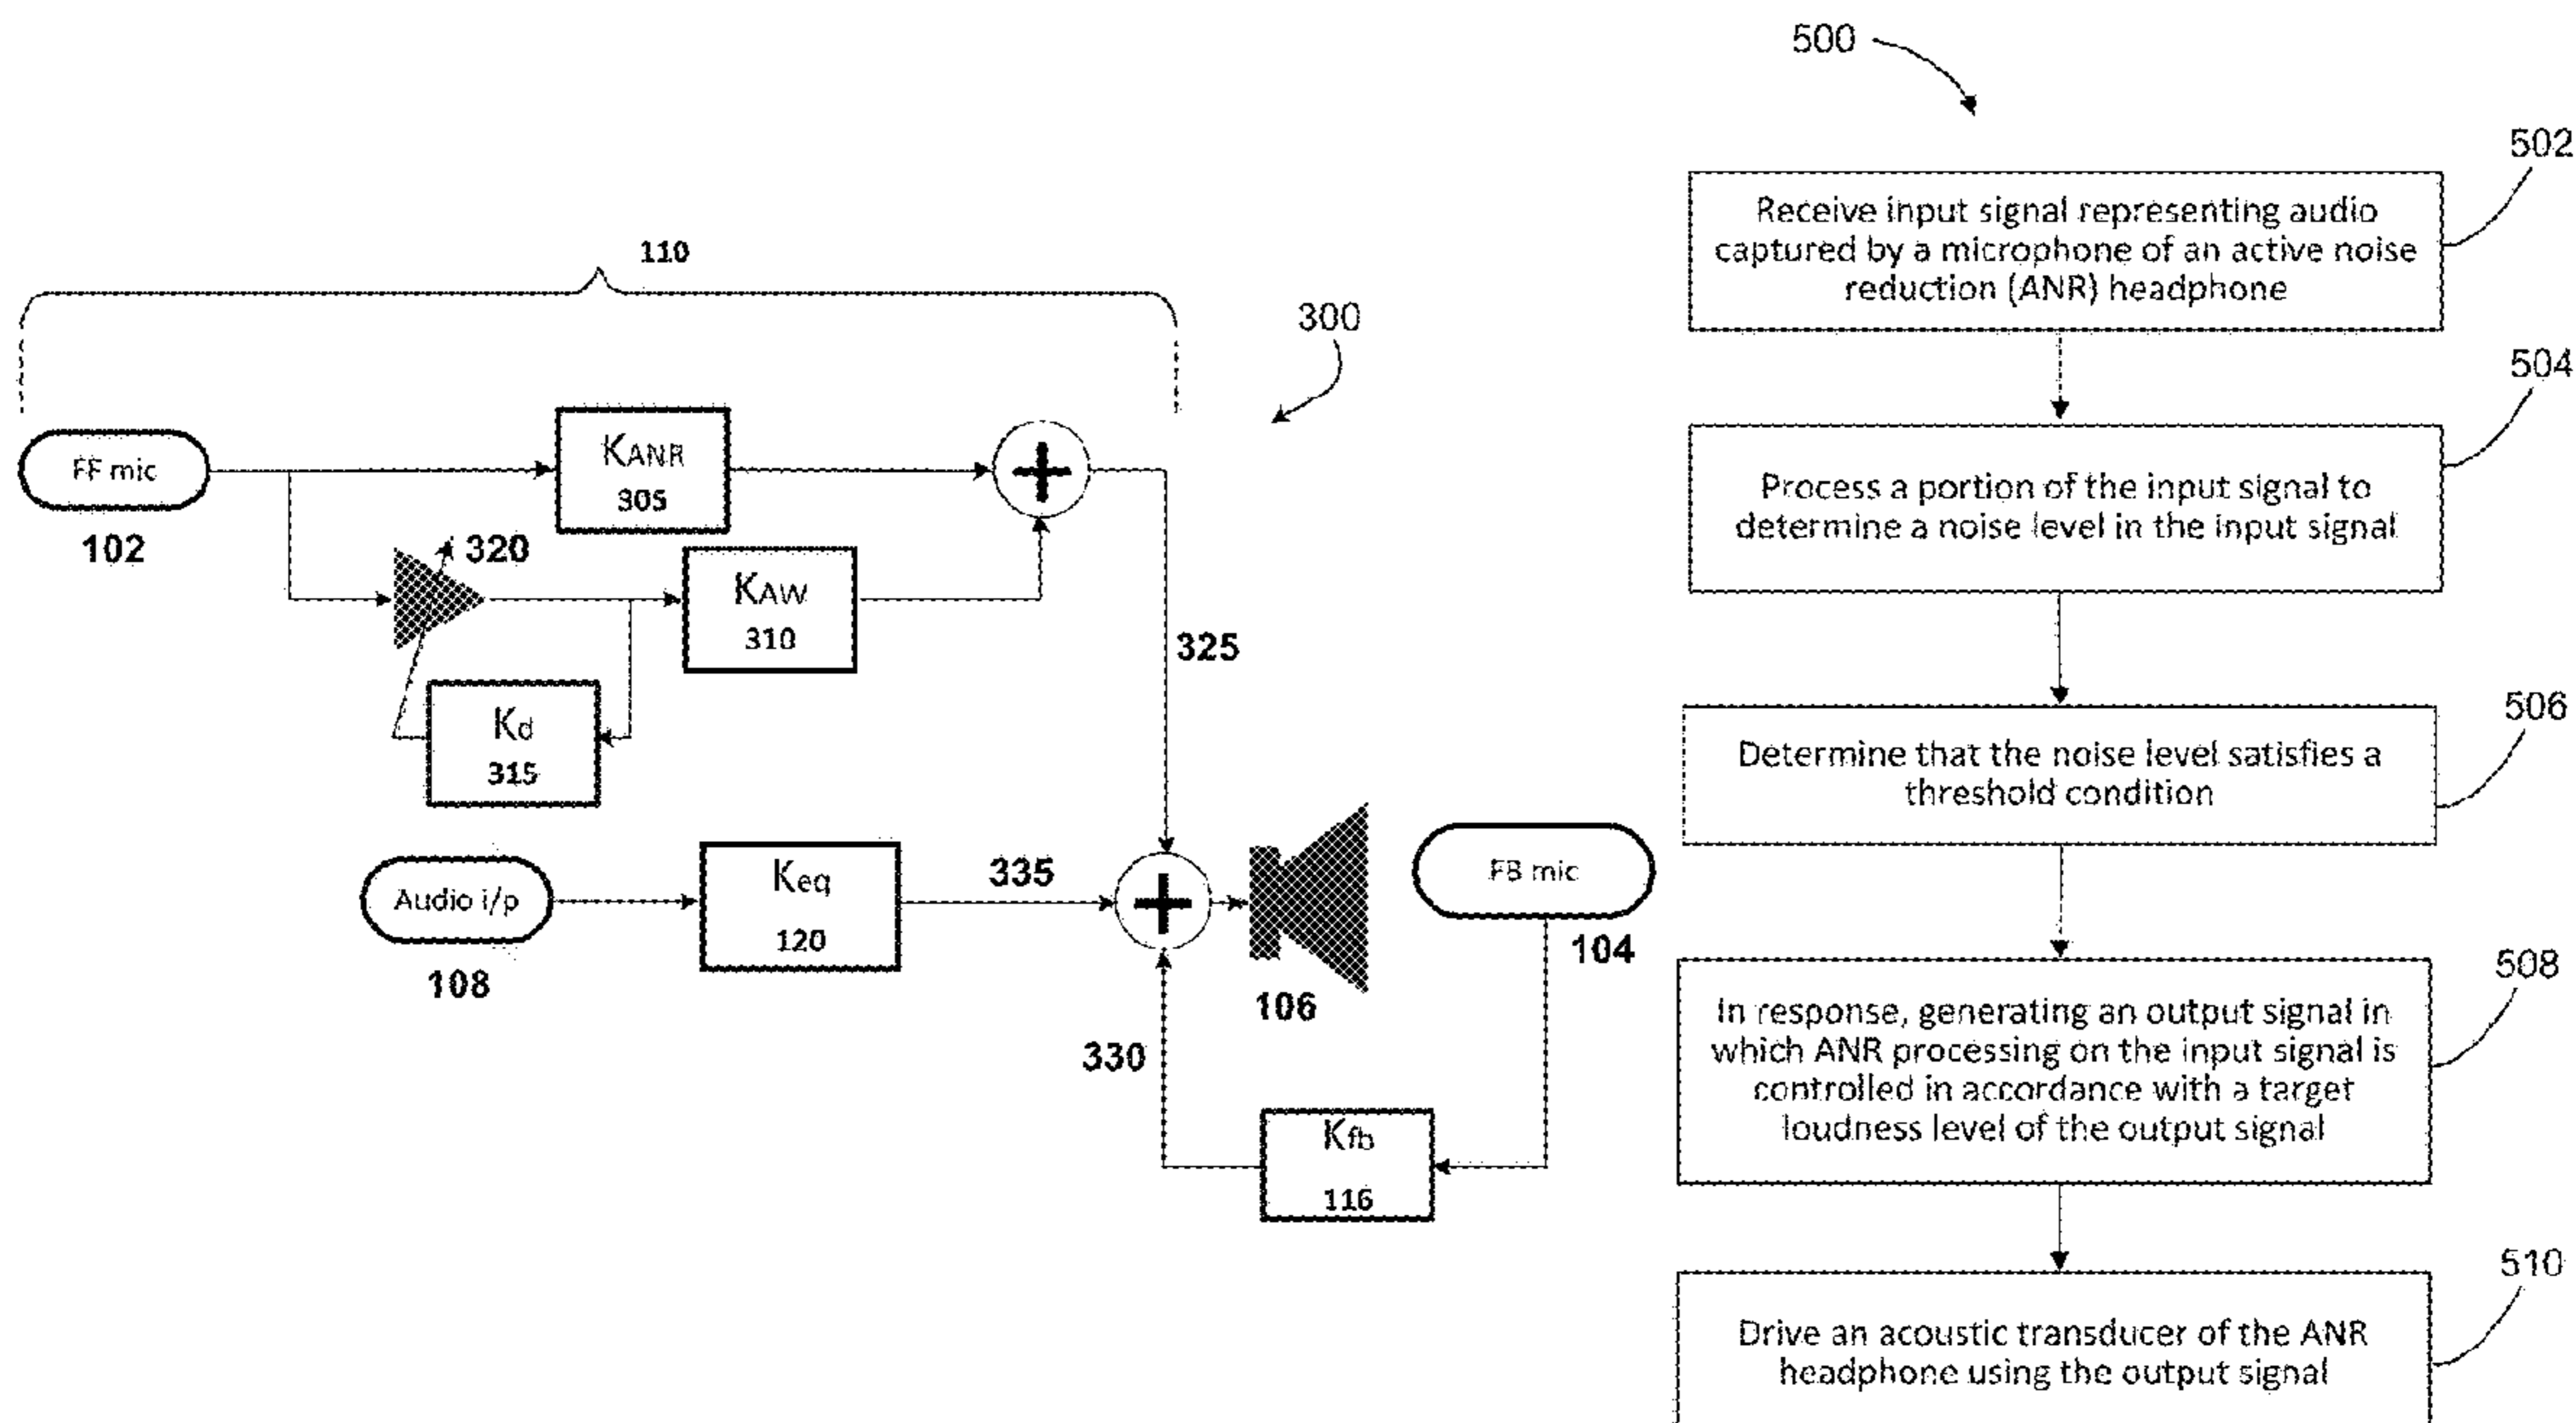 110
300
FF mic
102
KANR
305
320
KAW
310
Kd
315
325
Audio i/p
108
Keq
120
335
106
FB mic
104
330
Kfb
116
500
502
Receive input signal representing audio
captured by a microphone of an active noise
reduction (ANR) headphone
504
Process a portion of the input signal to
determine a noise level in the input signal
506
Determine that the noise level satisfies a
threshold condition
508
In response, generating an output signal in
which ANR processing on the input signal is
controlled in accordance with a target
loudness level of the output signal
510
Drive an acoustic transducer of the ANR
headphone using the output signal